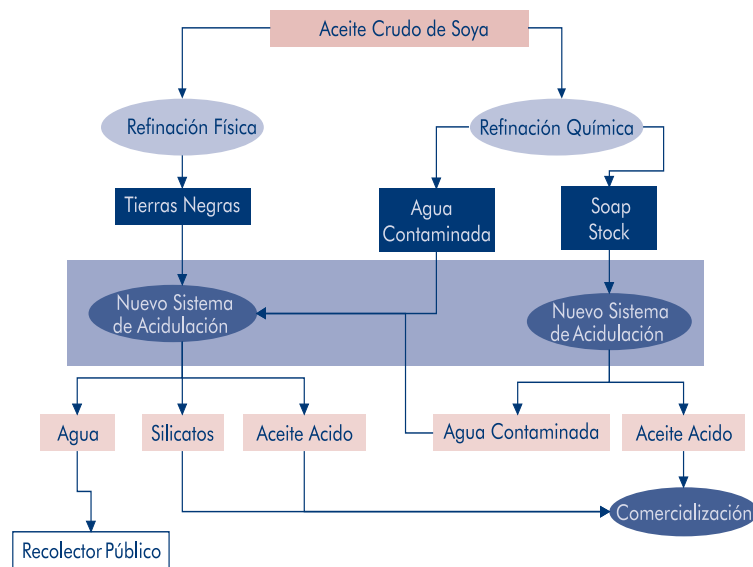 Aceite Crudo de Soya
Refinación Física
Refinación Química
Tierras Negras
Agua
Contaminada
Soap
Stock
Nuevo Sistema
de Acidulación
Nuevo Sistema
de Acidulación
Agua
Silicatos
Aceite Acido
Agua Contaminada
Aceite Acido
Comercialización
Recolector Público